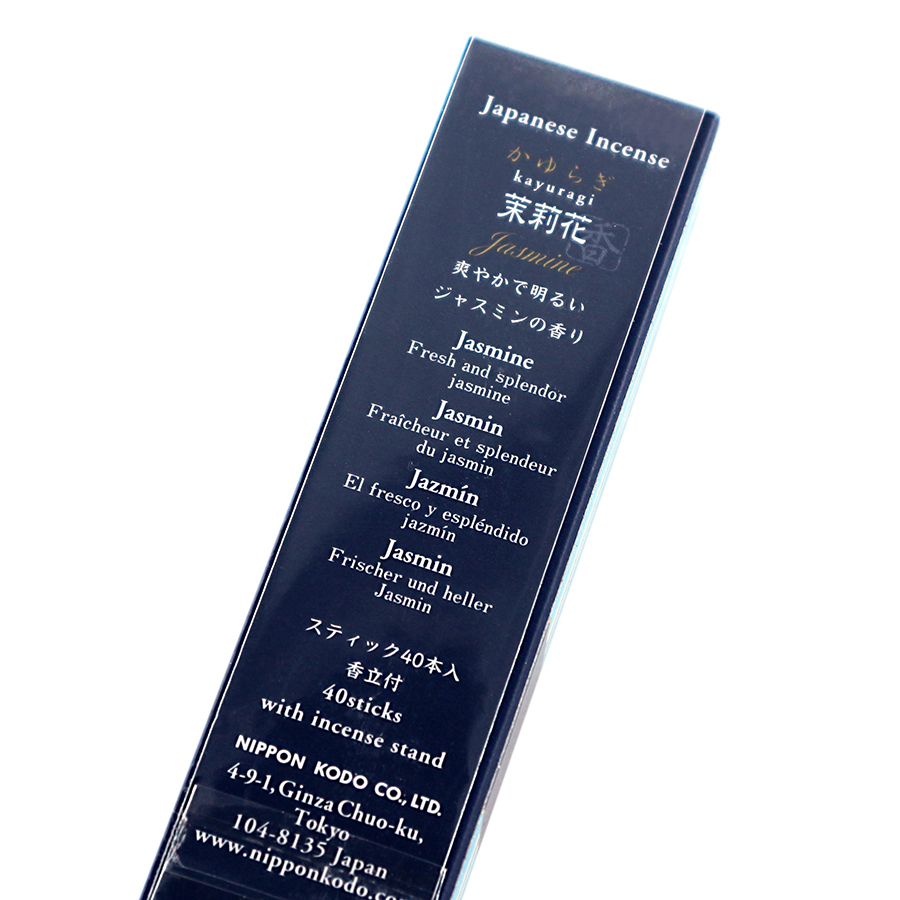 Japanese Incense
かゆらぎ
kayuragi
茉莉花
香
Jasmine
爽やかで明るい
ジャスミンの香り
Jasmine
Fresh and splendor
jasmine
Jasmin
Fraîcheur et splendeur
du jasmin
Jazmín
El fresco y espléndido
jazmín
Jasmin
Frischer und heller
Jasmin
スティック40本入
香立付
40sticks
with incense stand
NIPPON KODO CO., LTD.
4-9-1, Ginza Chuo-ku,
Tokyo
104-8135 Japan
www.nipponkodo.co